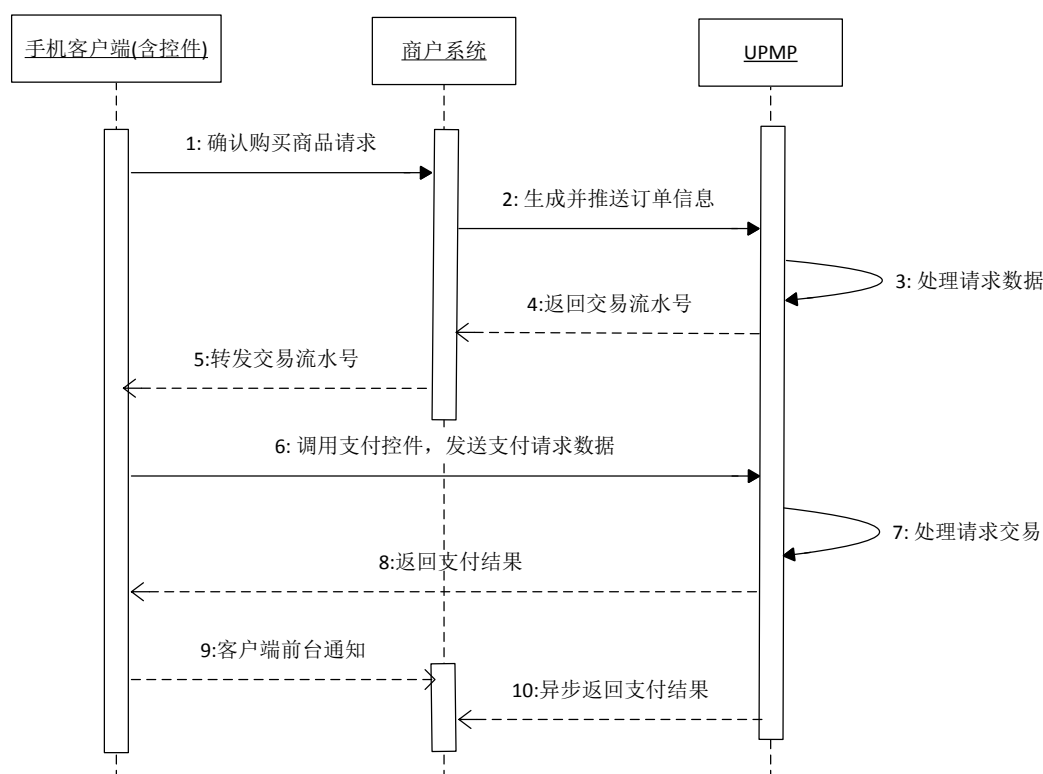 手机客户端(含控件)
商户系统
UPMP
1: 确认购买商品请求
2: 生成并推送订单信息
3: 处理请求数据
4:返回交易流水号
5:转发交易流水号
6: 调用支付控件，发送支付请求数据
7: 处理请求交易
8:返回支付结果
9:客户端前台通知
10:异步返回支付结果